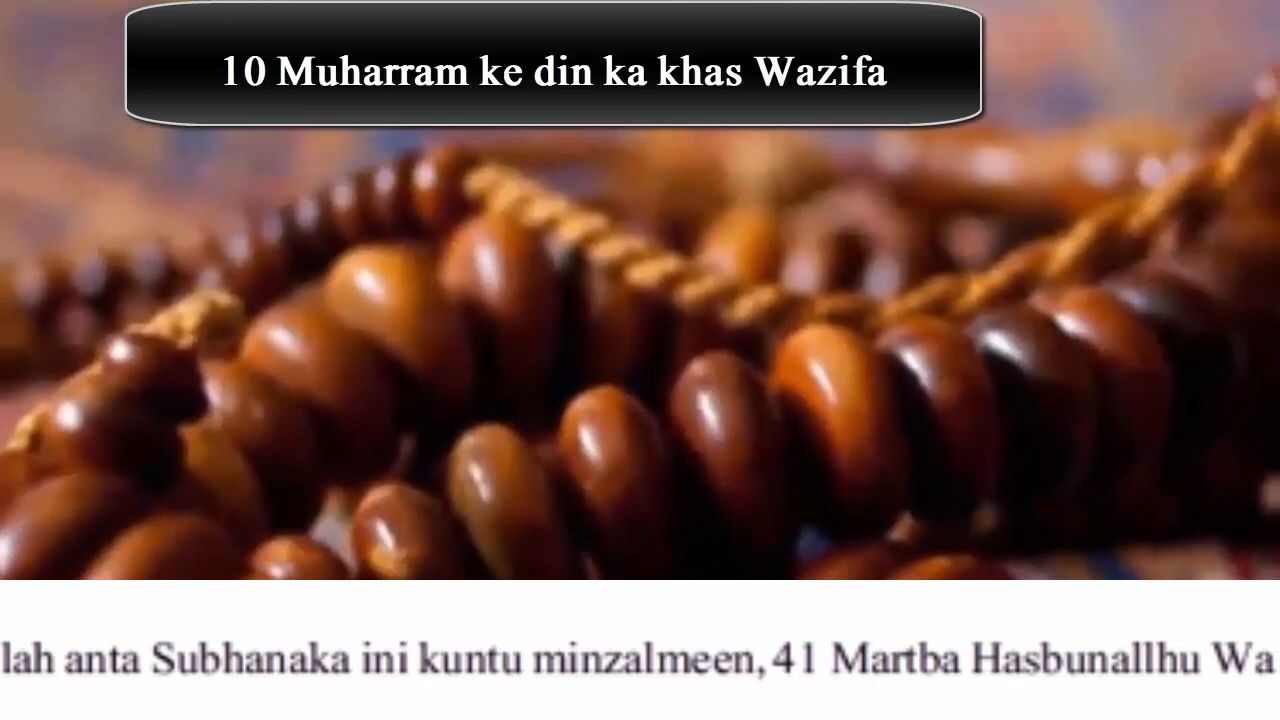 10 Muharram ke din ka khas Wazifa
lah anta Subhanaka ini kuntu minzalmeen, 41 Martba Hasbunallhu Wa